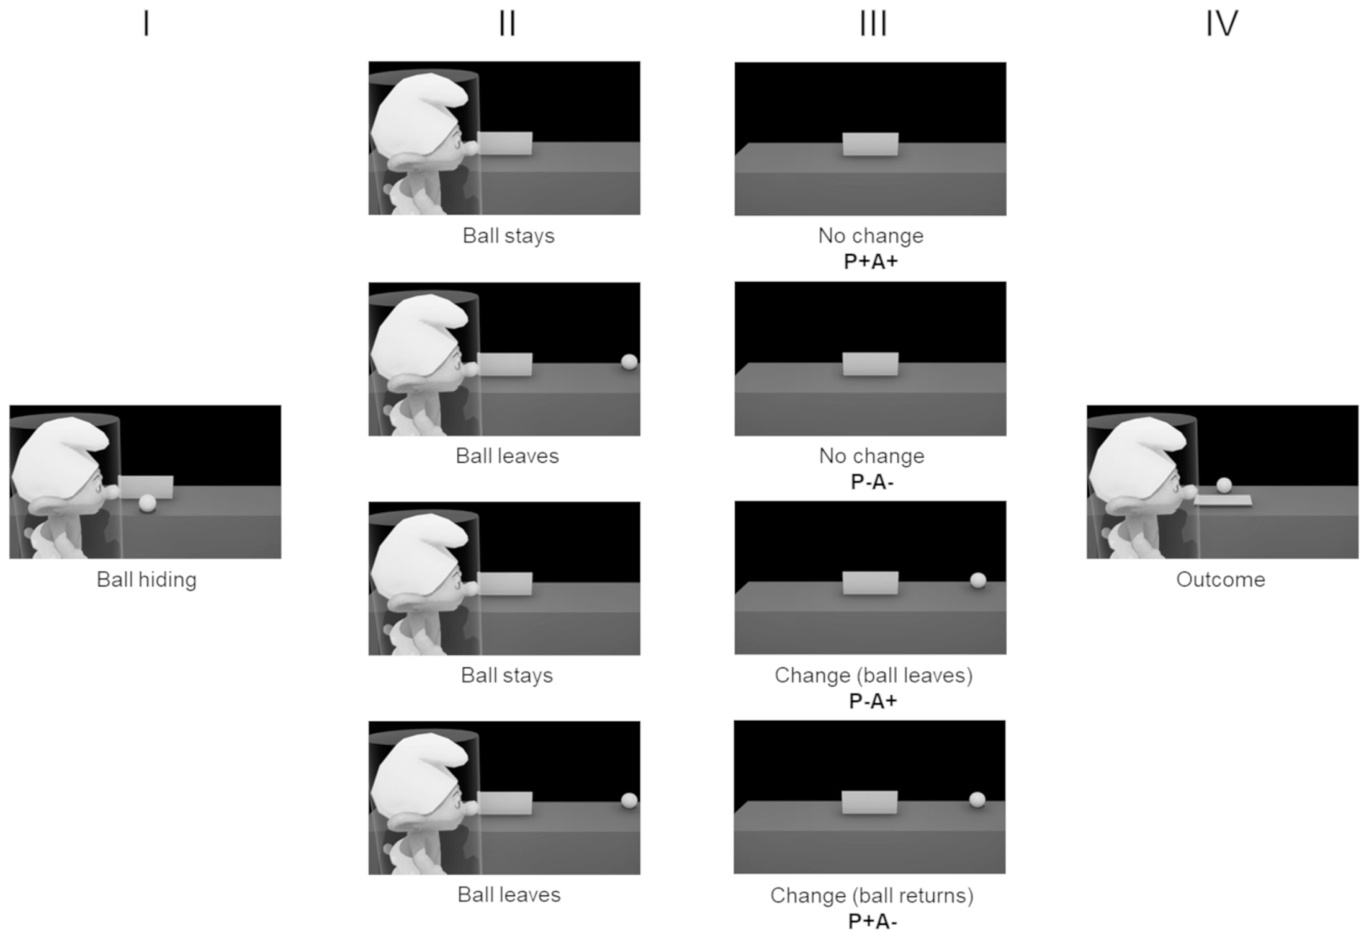 I
II
III
IV
Ball stays
No change
P+A+
Ball leaves
No change
P-A-
Ball hiding
Outcome
Ball stays
Change (ball leaves)
P-A+
Ball leaves
Change (ball returns)
P+A-